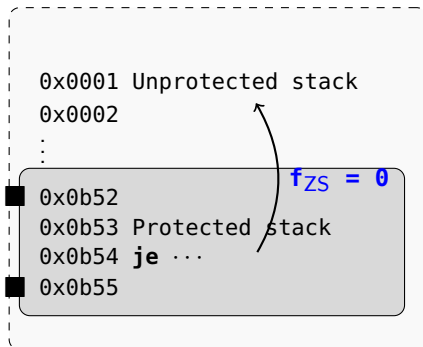 0x0001 Unprotected stack
0x0002
⋮
f_ZS = 0
0x0b52
0x0b53 Protected stack
0x0b54 je ⋯
0x0b55